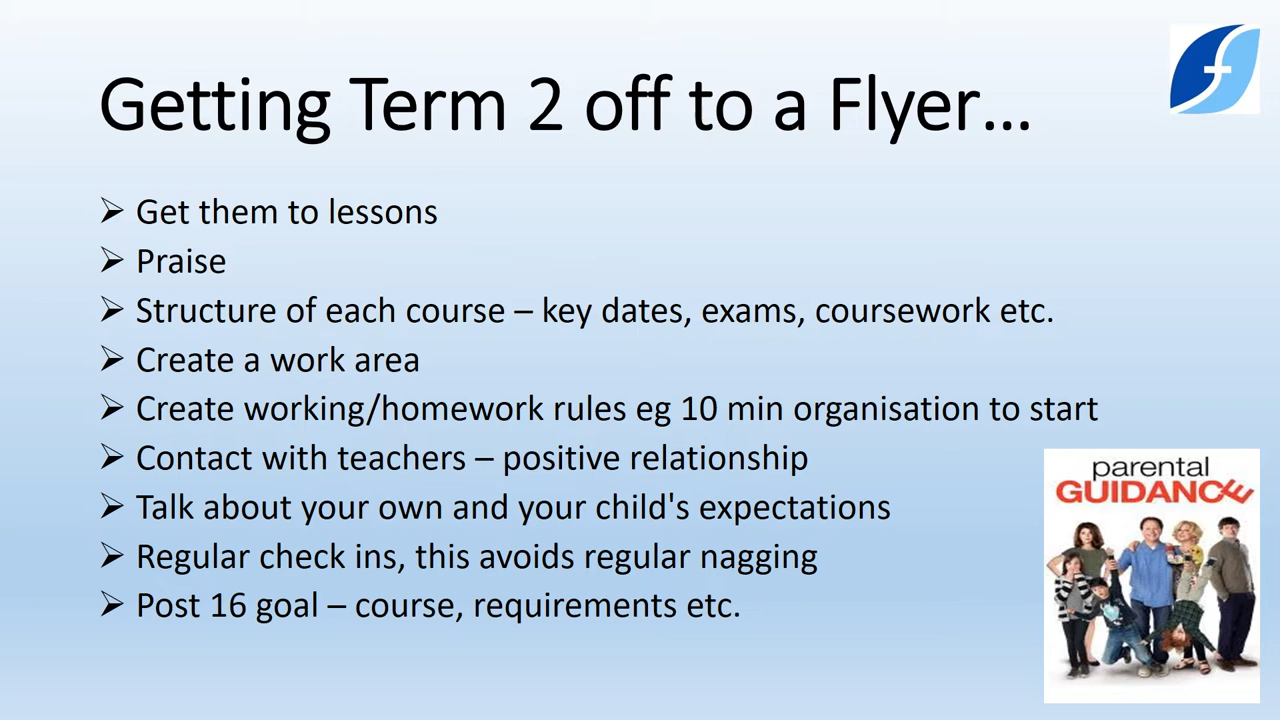 Getting Term 2 off to a Flyer...
➢ Get them to lessons
➢ Praise
➢ Structure of each course – key dates, exams, coursework etc.
➢ Create a work area
➢ Create working/homework rules eg 10 min organisation to start
➢ Contact with teachers – positive relationship
➢ Talk about your own and your child's expectations
➢ Regular check ins, this avoids regular nagging
➢ Post 16 goal – course, requirements etc.
parental
GUIDANCE